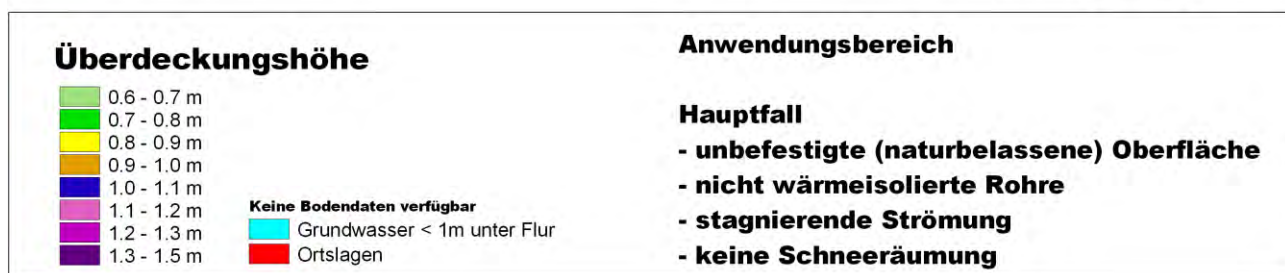 Überdeckungshöhe
0.6 - 0.7 m
0.7 - 0.8 m
0.8 - 0.9 m
0.9 - 1.0 m
1.0 - 1.1 m
1.1 - 1.2 m
1.2 - 1.3 m
1.3 - 1.5 m
Keine Bodendaten verfügbar
Grundwasser < 1m unter Flur
Ortslagen
Anwendungsbereich
Hauptfall
- unbefestigte (naturbelassene) Oberfläche
- nicht wärmeisolierte Rohre
- stagnierende Strömung
- keine Schneeräumung